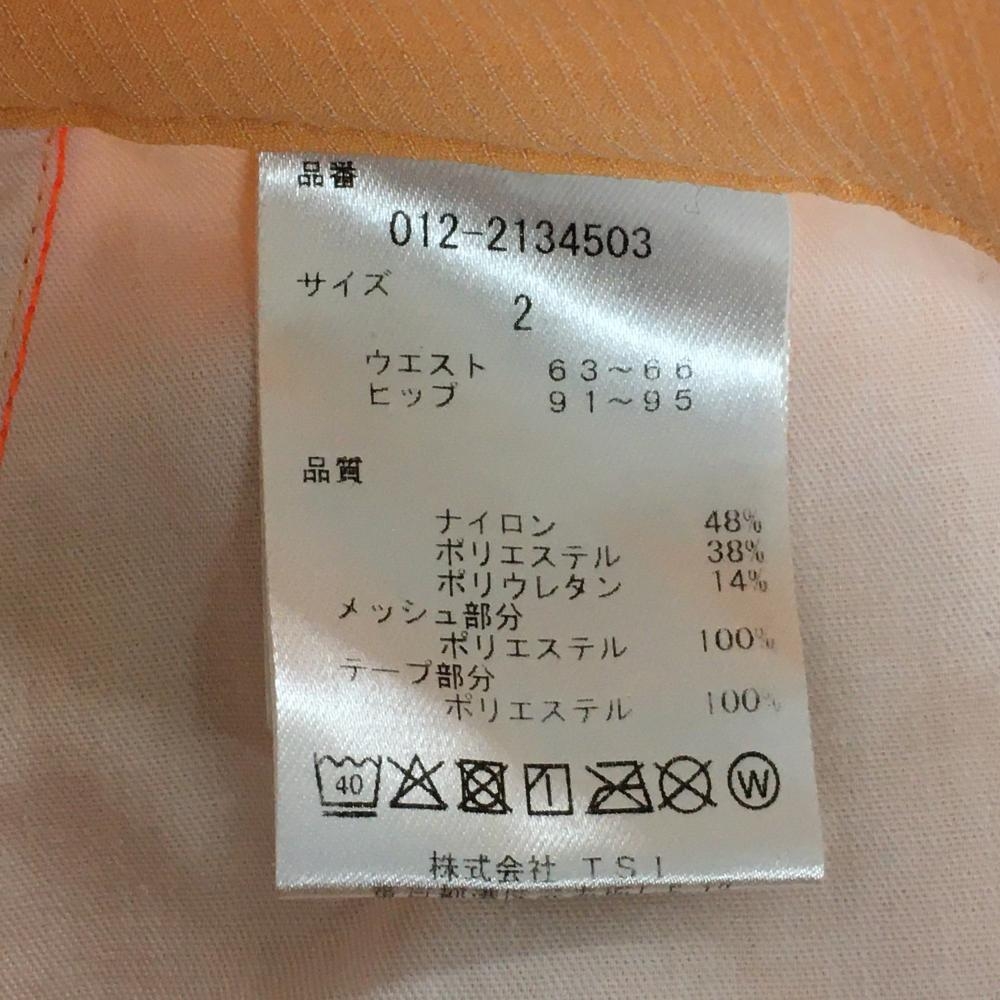 品番
012-2134503
サイズ
2
ウエスト 63～66
ヒップ 91～95
品質
ナイロン 48%
ポリエステル 38%
ポリウレタン 14%
メッシュ部分
ポリエステル 100%
テープ部分
ポリエステル 100%
40 W
株式会社 TSI